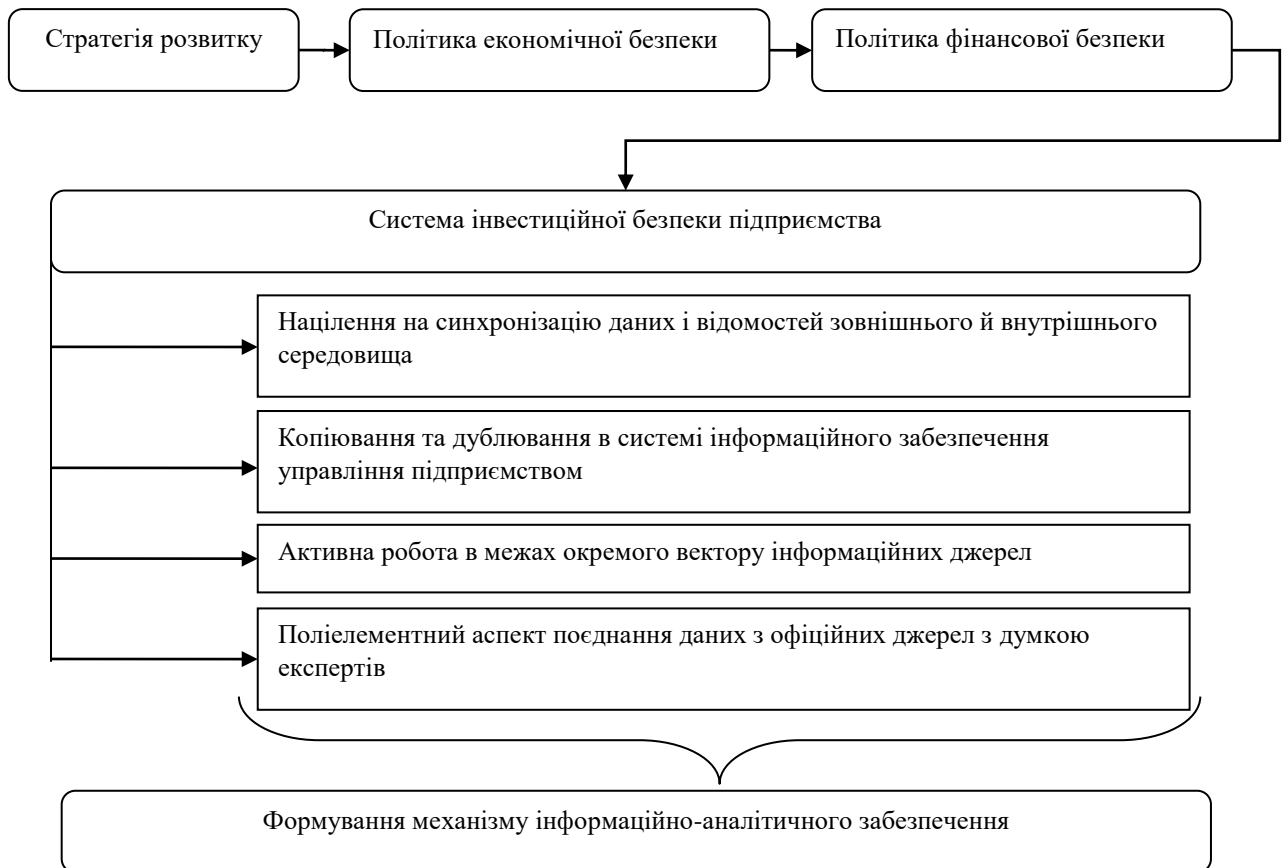 Стратегія розвитку
Політика економічної безпеки
Політика фінансової безпеки
Система інвестиційної безпеки підприємства
Націлення на синхронізацію даних і відомостей зовнішнього й внутрішнього
середовища
Копіювання та дублювання в системі інформаційного забезпечення
управління підприємством
Активна робота в межах окремого вектору інформаційних джерел
Поліелементний аспект поєднання даних з офіційних джерел з думкою
експертів
Формування механізму інформаційно-аналітичного забезпечення